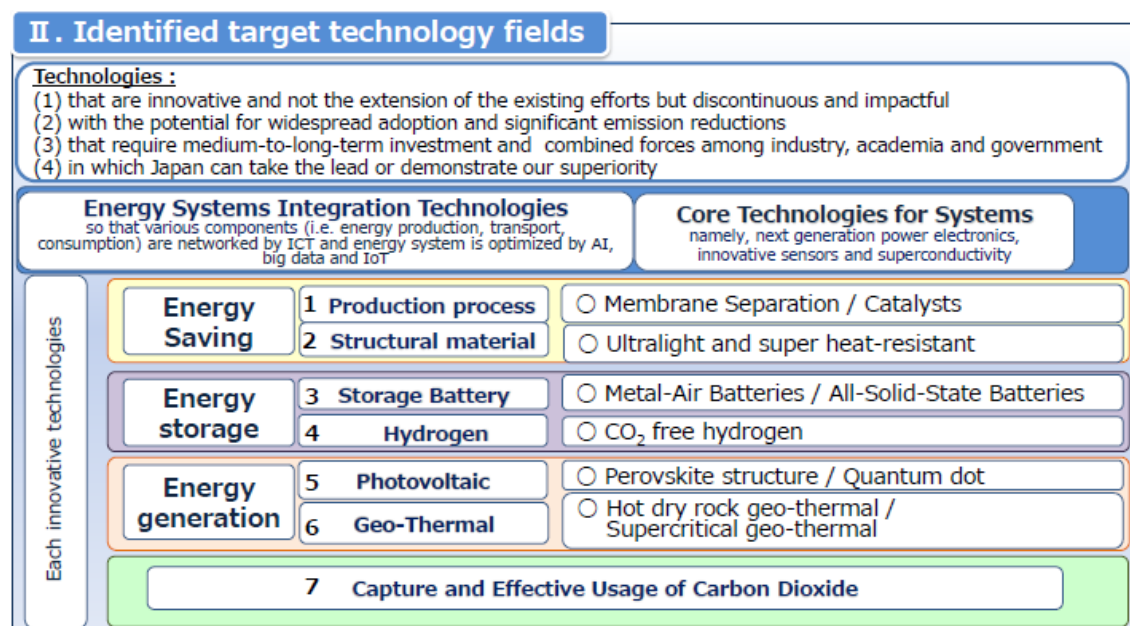 Ⅱ. Identified target technology fields
Technologies :
(1) that are innovative and not the extension of the existing efforts but discontinuous and impactful
(2) with the potential for widespread adoption and significant emission reductions
(3) that require medium-to-long-term investment and combined forces among industry, academia and government
(4) in which Japan can take the lead or demonstrate our superiority
Energy Systems Integration Technologies
so that various components (i.e. energy production, transport,
consumption) are networked by ICT and energy system is optimized by AI,
big data and IoT
Core Technologies for Systems
namely, next generation power electronics,
innovative sensors and superconductivity
Each innovative technologies
Energy
Saving
1 Production process
○ Membrane Separation / Catalysts
2 Structural material
○ Ultralight and super heat-resistant
Energy
storage
3 Storage Battery
○ Metal-Air Batteries / All-Solid-State Batteries
4 Hydrogen
○ CO₂ free hydrogen
Energy
generation
5 Photovoltaic
○ Perovskite structure / Quantum dot
6 Geo-Thermal
○ Hot dry rock geo-thermal /
Supercritical geo-thermal
7 Capture and Effective Usage of Carbon Dioxide